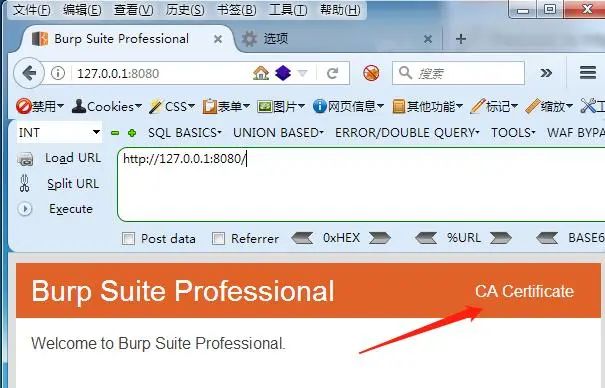 文件(F) 编辑(E) 查看(V) 历史(S) 书签(B) 工具(T) 帮助(H)
Burp Suite Professional 选项
127.0.0.1:8080 搜索
禁用 Cookies CSS 表单 图片 网页信息 其他功能 标记 缩放
INT SQL BASICS UNION BASED ERROR/DOUBLE QUERY TOOLS WAF BYPA
Load URL http://127.0.0.1:8080/
Split URL
Execute
Post data Referrer 0xHEX %URL BASE6
Burp Suite Professional CA Certificate
Welcome to Burp Suite Professional.